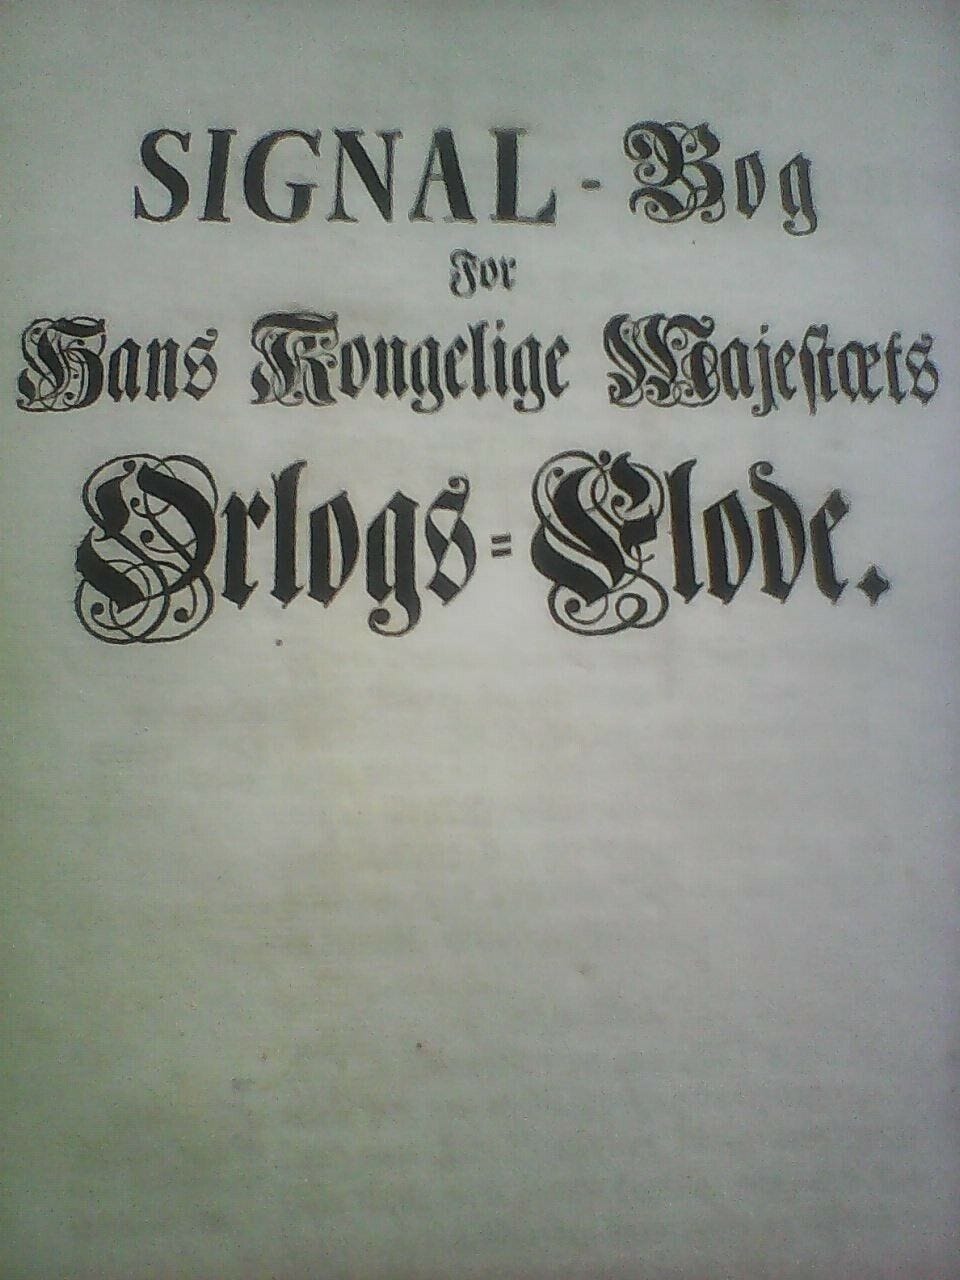 SIGNAL-Bog
For
Hans Kongelige Majeſtæts
Orlogs=Flode.